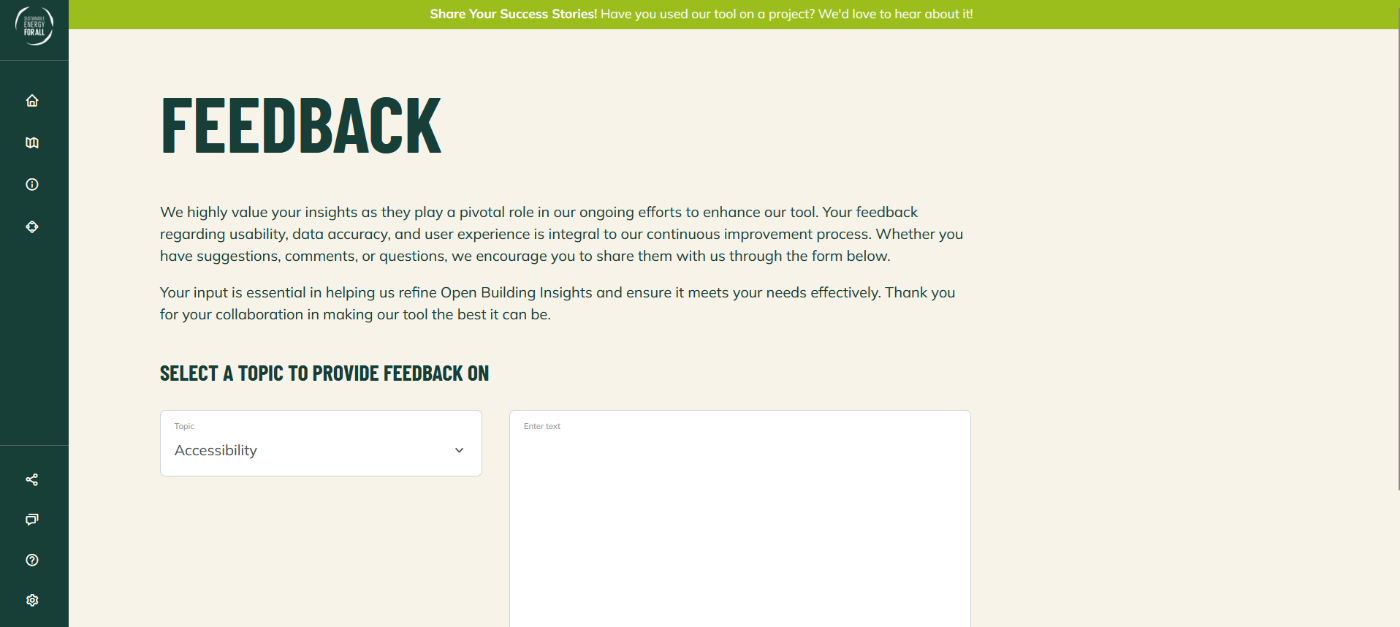 SUSTAINABLE
ENERGY
FOR ALL
Share Your Success Stories! Have you used our tool on a project? We'd love to hear about it!
FEEDBACK
We highly value your insights as they play a pivotal role in our ongoing efforts to enhance our tool. Your feedback
regarding usability, data accuracy, and user experience is integral to our continuous improvement process. Whether you
have suggestions, comments, or questions, we encourage you to share them with us through the form below.
Your input is essential in helping us refine Open Building Insights and ensure it meets your needs effectively. Thank you
for your collaboration in making our tool the best it can be.
SELECT A TOPIC TO PROVIDE FEEDBACK ON
Topic
Accessibility
Enter text